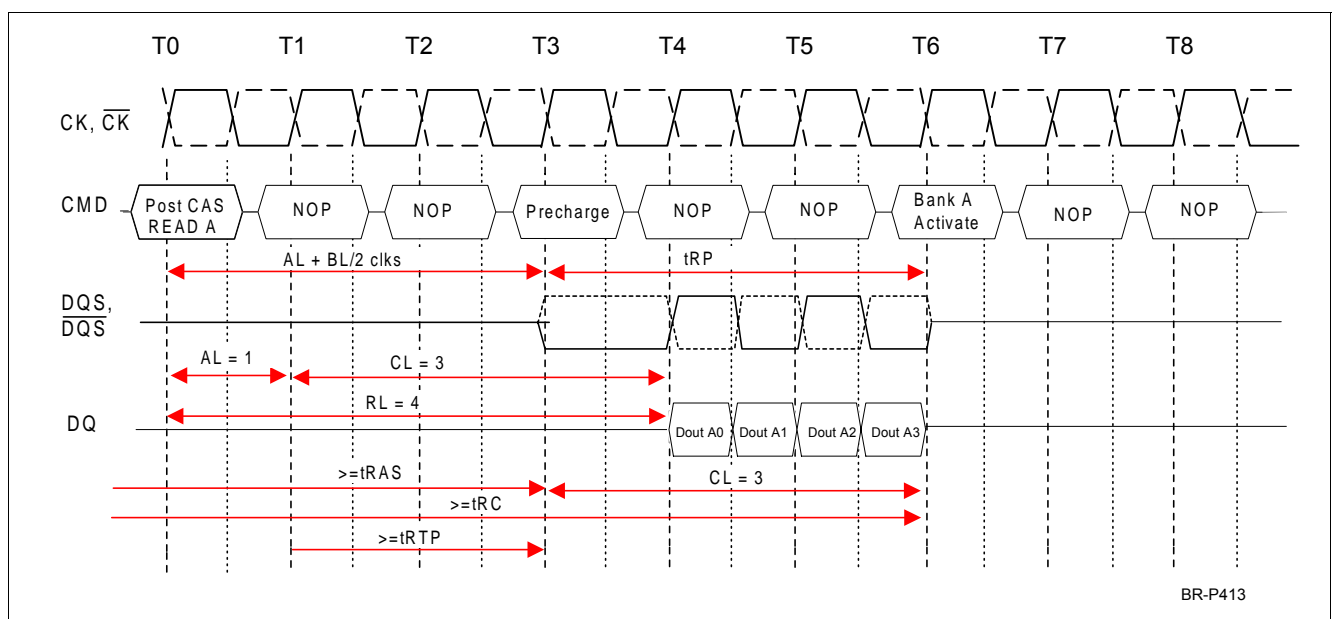 T0 T1 T2 T3 T4 T5 T6 T7 T8
CK, CK
CMD
Post CAS
READ A
NOP
NOP
Precharge
NOP
NOP
Bank A
Activate
NOP
NOP
AL + BL/2 clks
tRP
DQS,
DQS
AL = 1
CL = 3
RL = 4
DQ
Dout A0 Dout A1 Dout A2 Dout A3
>=tRAS
CL = 3
>=tRC
>=tRTP
BR-P413